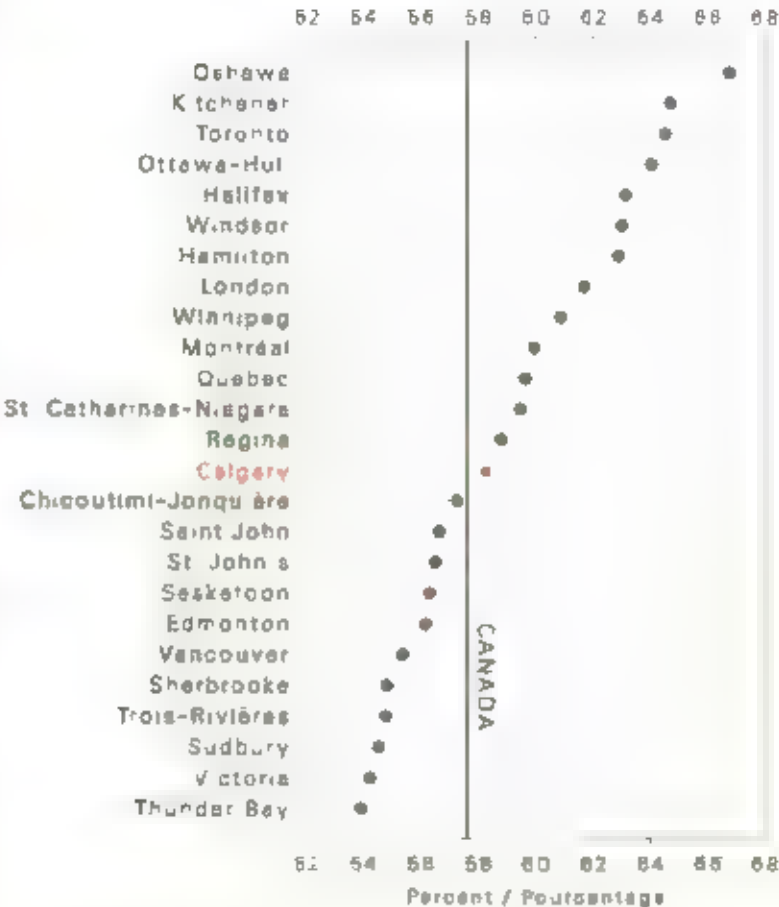 52 54 56 58 60 62 64 66 68
Oshawa
Kitchener
Toronto
Ottawa-Hull
Halifax
Windsor
Hamilton
London
Winnipeg
Montréal
Québec
St. Catharines-Niagara
Regina
Calgary
Chicoutimi-Jonquière
Saint John
St. John's
Saskatoon
Edmonton
Vancouver
Sherbrooke
Trois-Rivières
Sudbury
Victoria
Thunder Bay
CANADA
52 54 56 58 60 62 64 66 68
Percent / Pourcentage